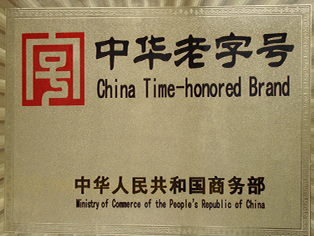 中华老字号
China Time-honored Brand
中华人民共和国商务部
Ministry of Commerce of the People's Republic of China